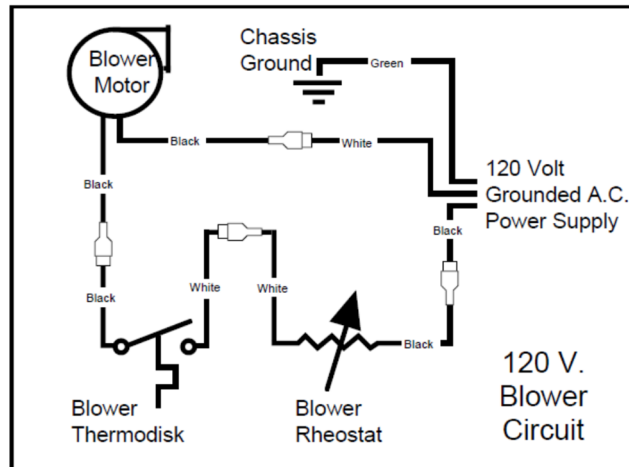 Blower
Motor
Chassis
Ground
Green
Black
White
120 Volt
Grounded A.C.
Power Supply
Black
Black
Black
White
White
Black
Blower
Thermodisk
Blower
Rheostat
120 V.
Blower
Circuit